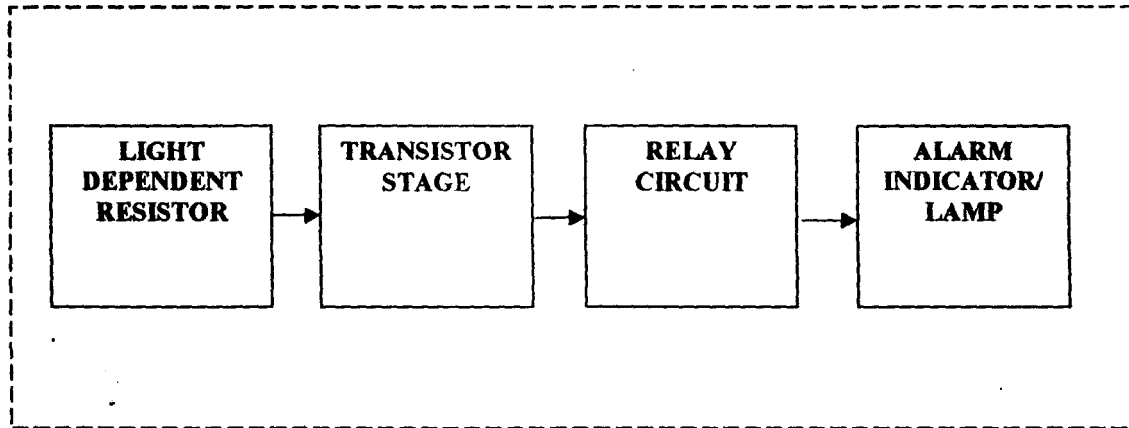 LIGHT
DEPENDENT
RESISTOR
TRANSISTOR
STAGE
RELAY
CIRCUIT
ALARM
INDICATOR/
LAMP